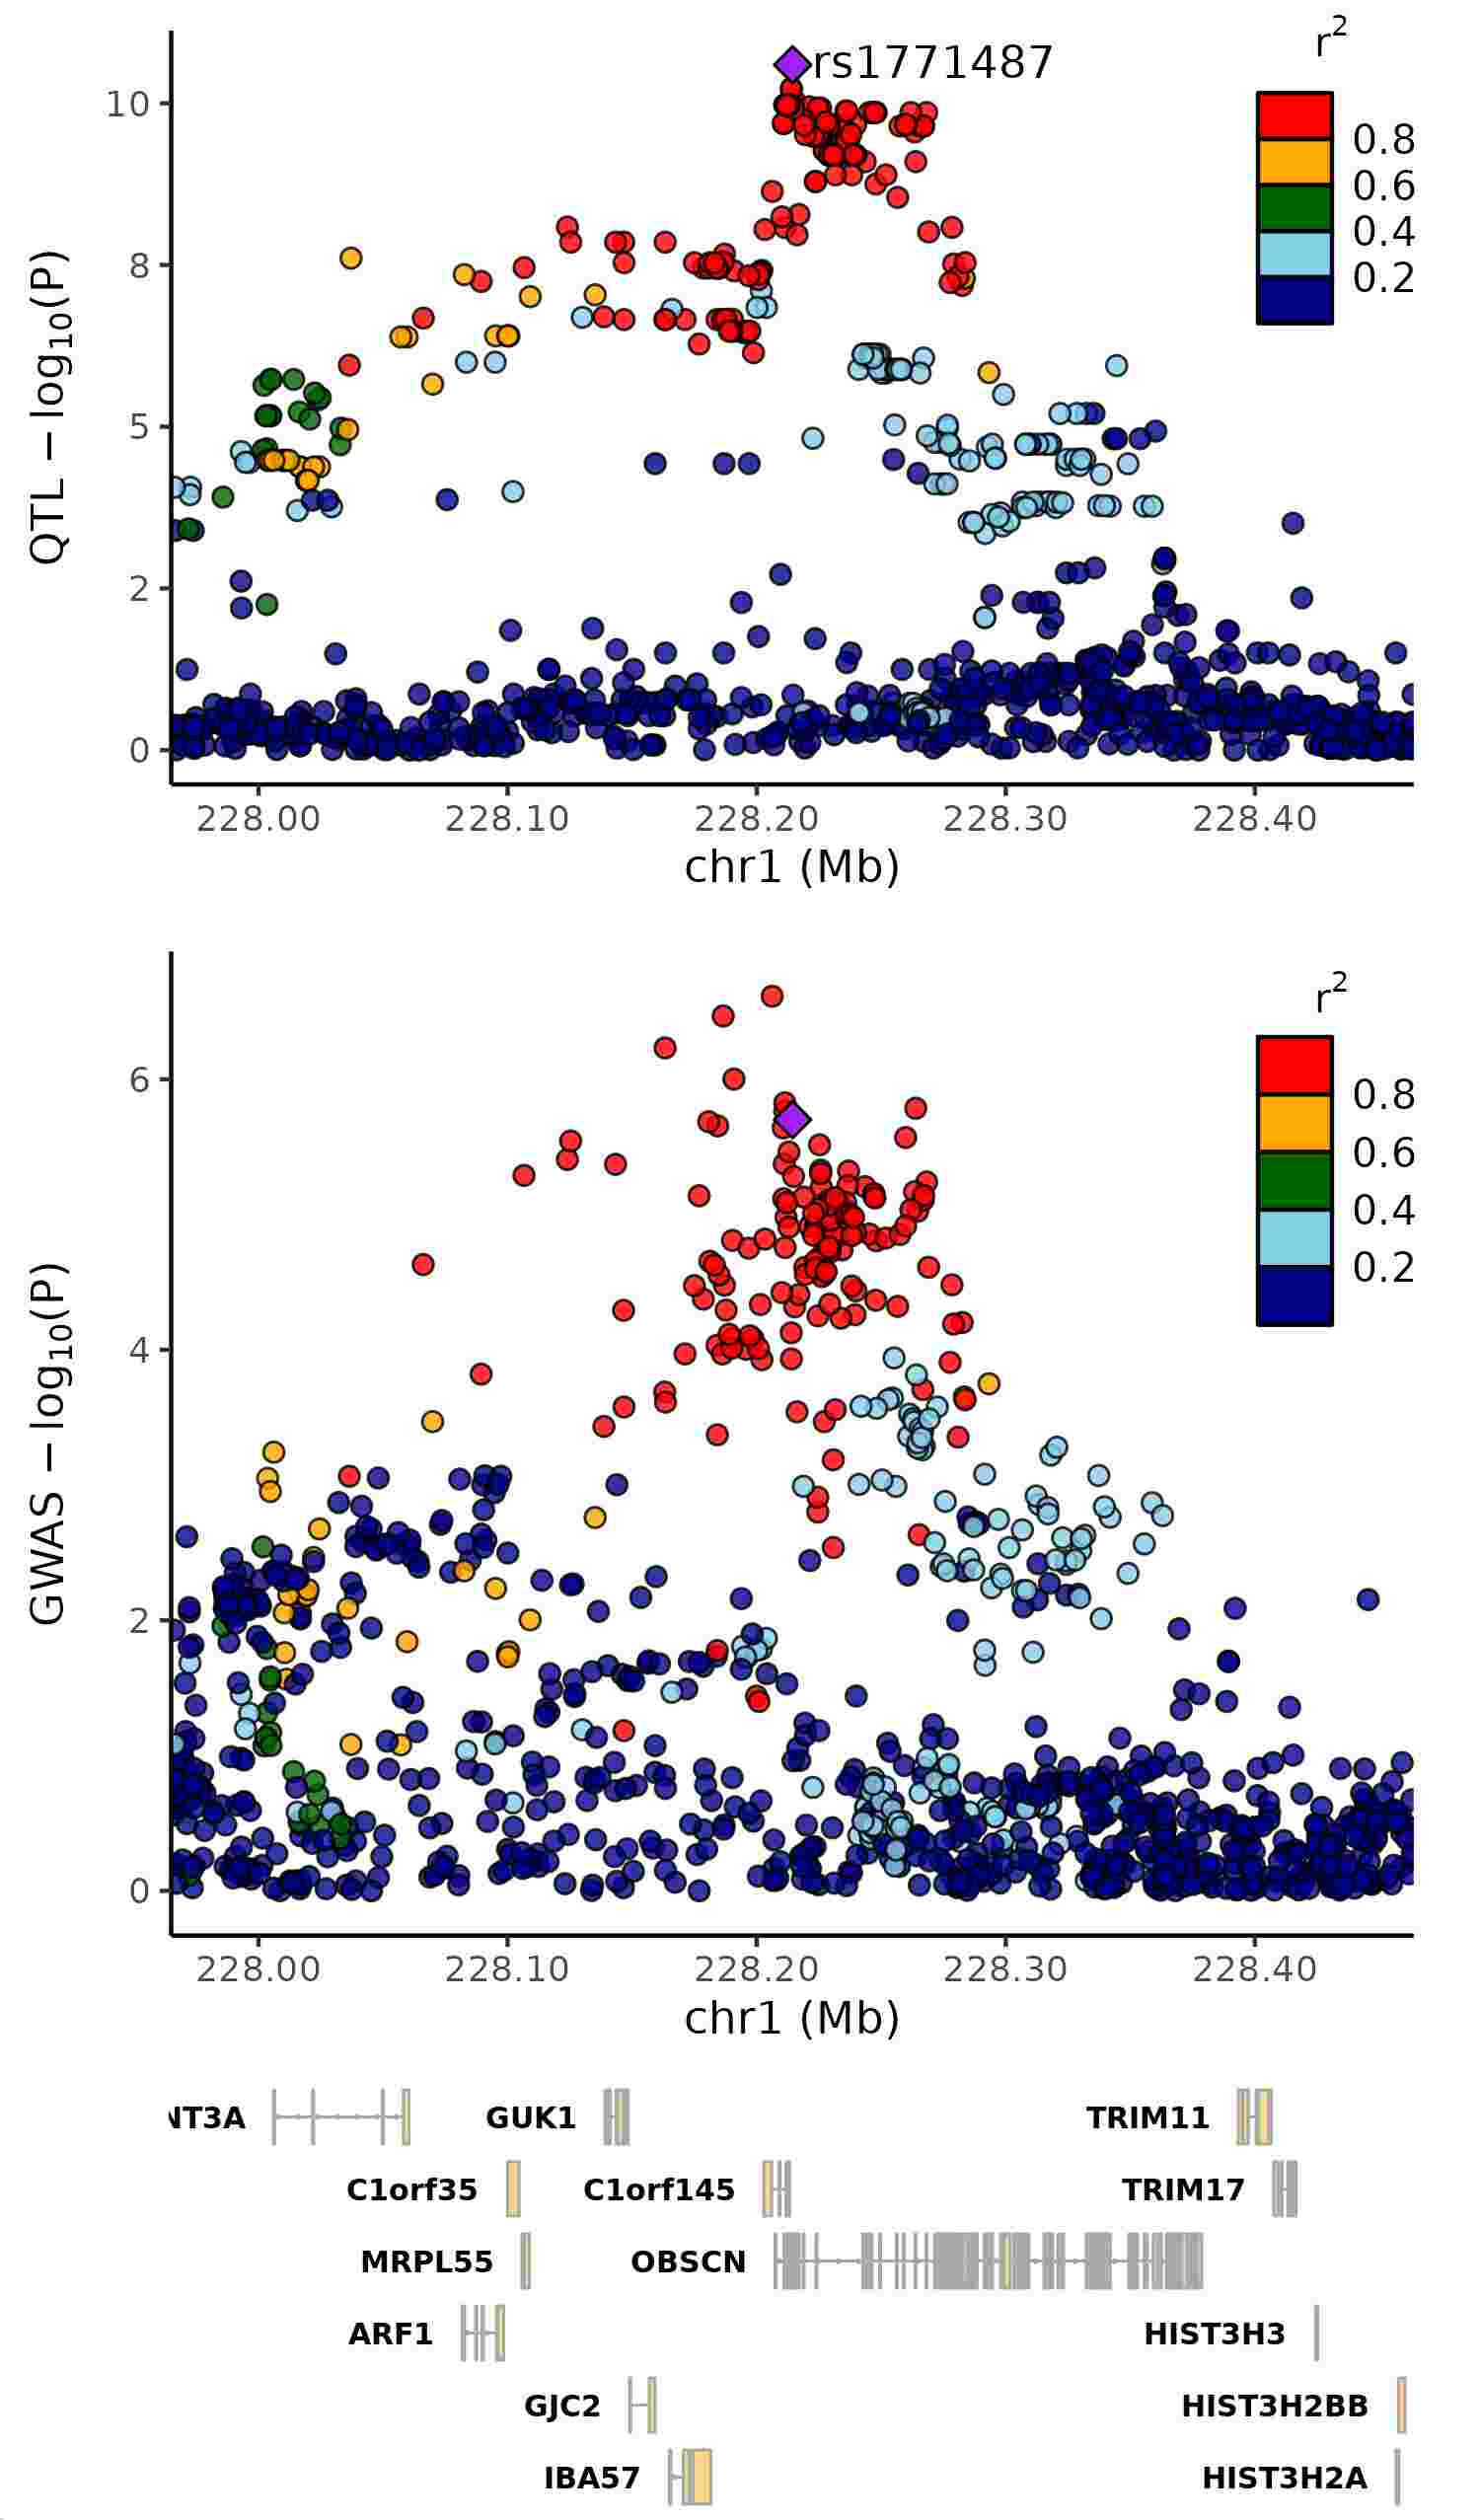 r²
rs1771487
10
8
5
2
0
0.8
0.6
0.4
0.2
QTL −log₁₀(P)
228.00 228.10 228.20 228.30 228.40
chr1 (Mb)
r²
6
4
2
0
0.8
0.6
0.4
0.2
GWAS −log₁₀(P)
228.00 228.10 228.20 228.30 228.40
chr1 (Mb)
NT3A GUK1 TRIM11
C1orf35 C1orf145 TRIM17
MRPL55 OBSCN
ARF1 HIST3H3
GJC2 HIST3H2BB
IBA57 HIST3H2A